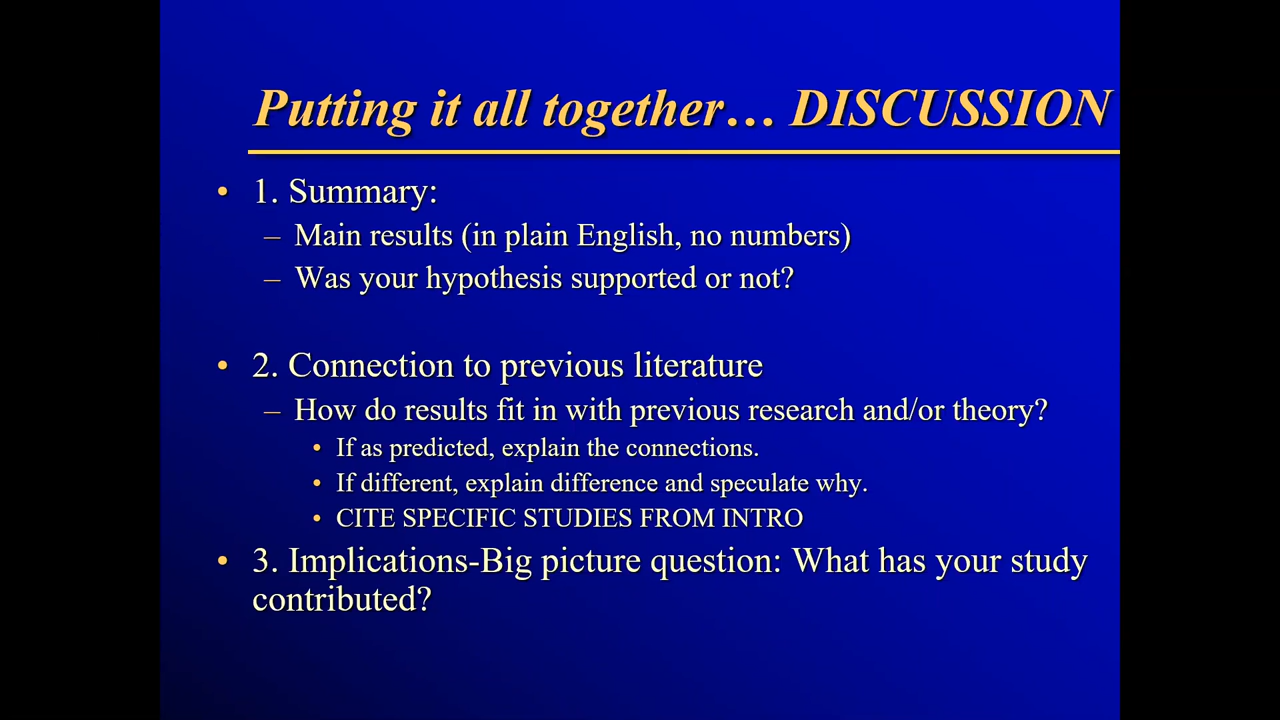 Putting it all together… DISCUSSION
• 1. Summary:
– Main results (in plain English, no numbers)
– Was your hypothesis supported or not?
• 2. Connection to previous literature
– How do results fit in with previous research and/or theory?
• If as predicted, explain the connections.
• If different, explain difference and speculate why.
• CITE SPECIFIC STUDIES FROM INTRO
• 3. Implications-Big picture question: What has your study
contributed?